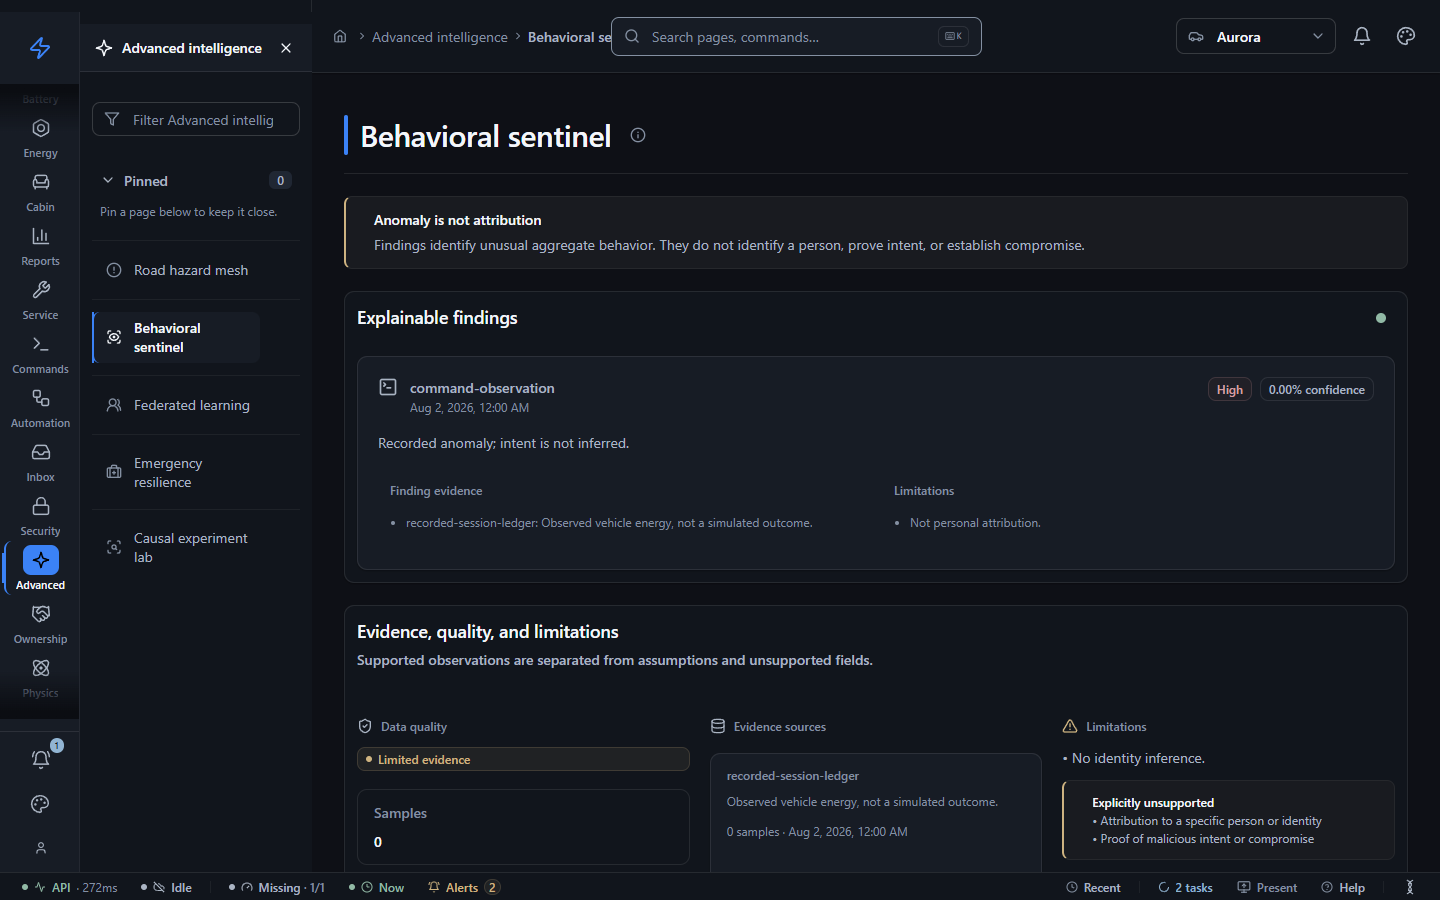 Advanced intelligence
Advanced intelligence
Behavioral se
Search pages, commands...
K
Aurora
Battery
Energy
Cabin
Reports
Service
Commands
Automation
Inbox
Security
Advanced
Ownership
Physics
1
Filter Advanced intellig
Pinned
0
Pin a page below to keep it close.
Road hazard mesh
Behavioral
sentinel
Federated learning
Emergency
resilience
Causal experiment
lab
Behavioral sentinel
Anomaly is not attribution
Findings identify unusual aggregate behavior. They do not identify a person, prove intent, or establish compromise.
Explainable findings
command-observation
Aug 2, 2026, 12:00 AM
High
0.00% confidence
Recorded anomaly; intent is not inferred.
Finding evidence
• recorded-session-ledger: Observed vehicle energy, not a simulated outcome.
Limitations
• Not personal attribution.
Evidence, quality, and limitations
Supported observations are separated from assumptions and unsupported fields.
Data quality
Limited evidence
Samples
0
Evidence sources
recorded-session-ledger
Observed vehicle energy, not a simulated outcome.
0 samples · Aug 2, 2026, 12:00 AM
Limitations
• No identity inference.
Explicitly unsupported
• Attribution to a specific person or identity
• Proof of malicious intent or compromise
API · 272ms
Idle
Missing · 1/1
Now
Alerts 2
Recent
2 tasks
Present
Help